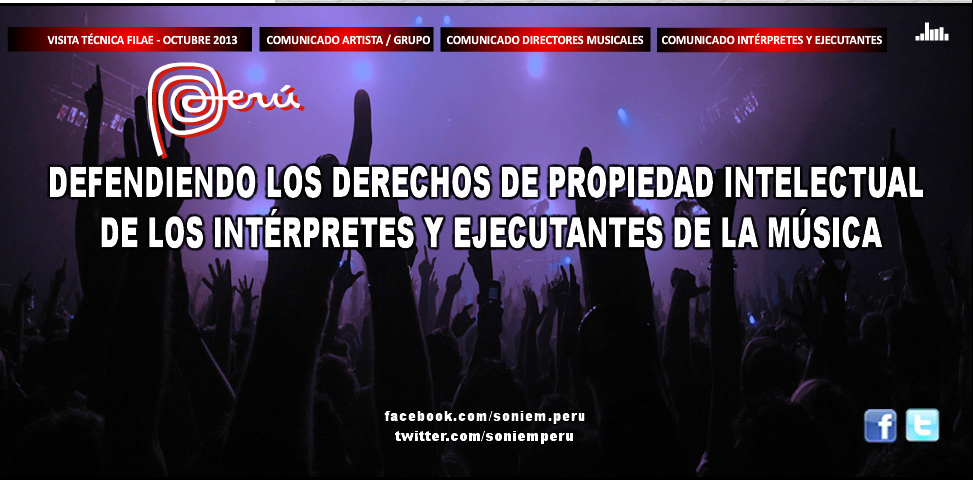 VISITA TÉCNICA FILAE - OCTUBRE 2013
COMUNICADO ARTISTA / GRUPO
COMUNICADO DIRECTORES MUSICALES
COMUNICADO INTÉRPRETES Y EJECUTANTES
Perú
DEFENDIENDO LOS DERECHOS DE PROPIEDAD INTELECTUAL
DE LOS INTÉRPRETES Y EJECUTANTES DE LA MÚSICA
facebook.com/soniem.peru
twitter.com/soniemperu
f
t